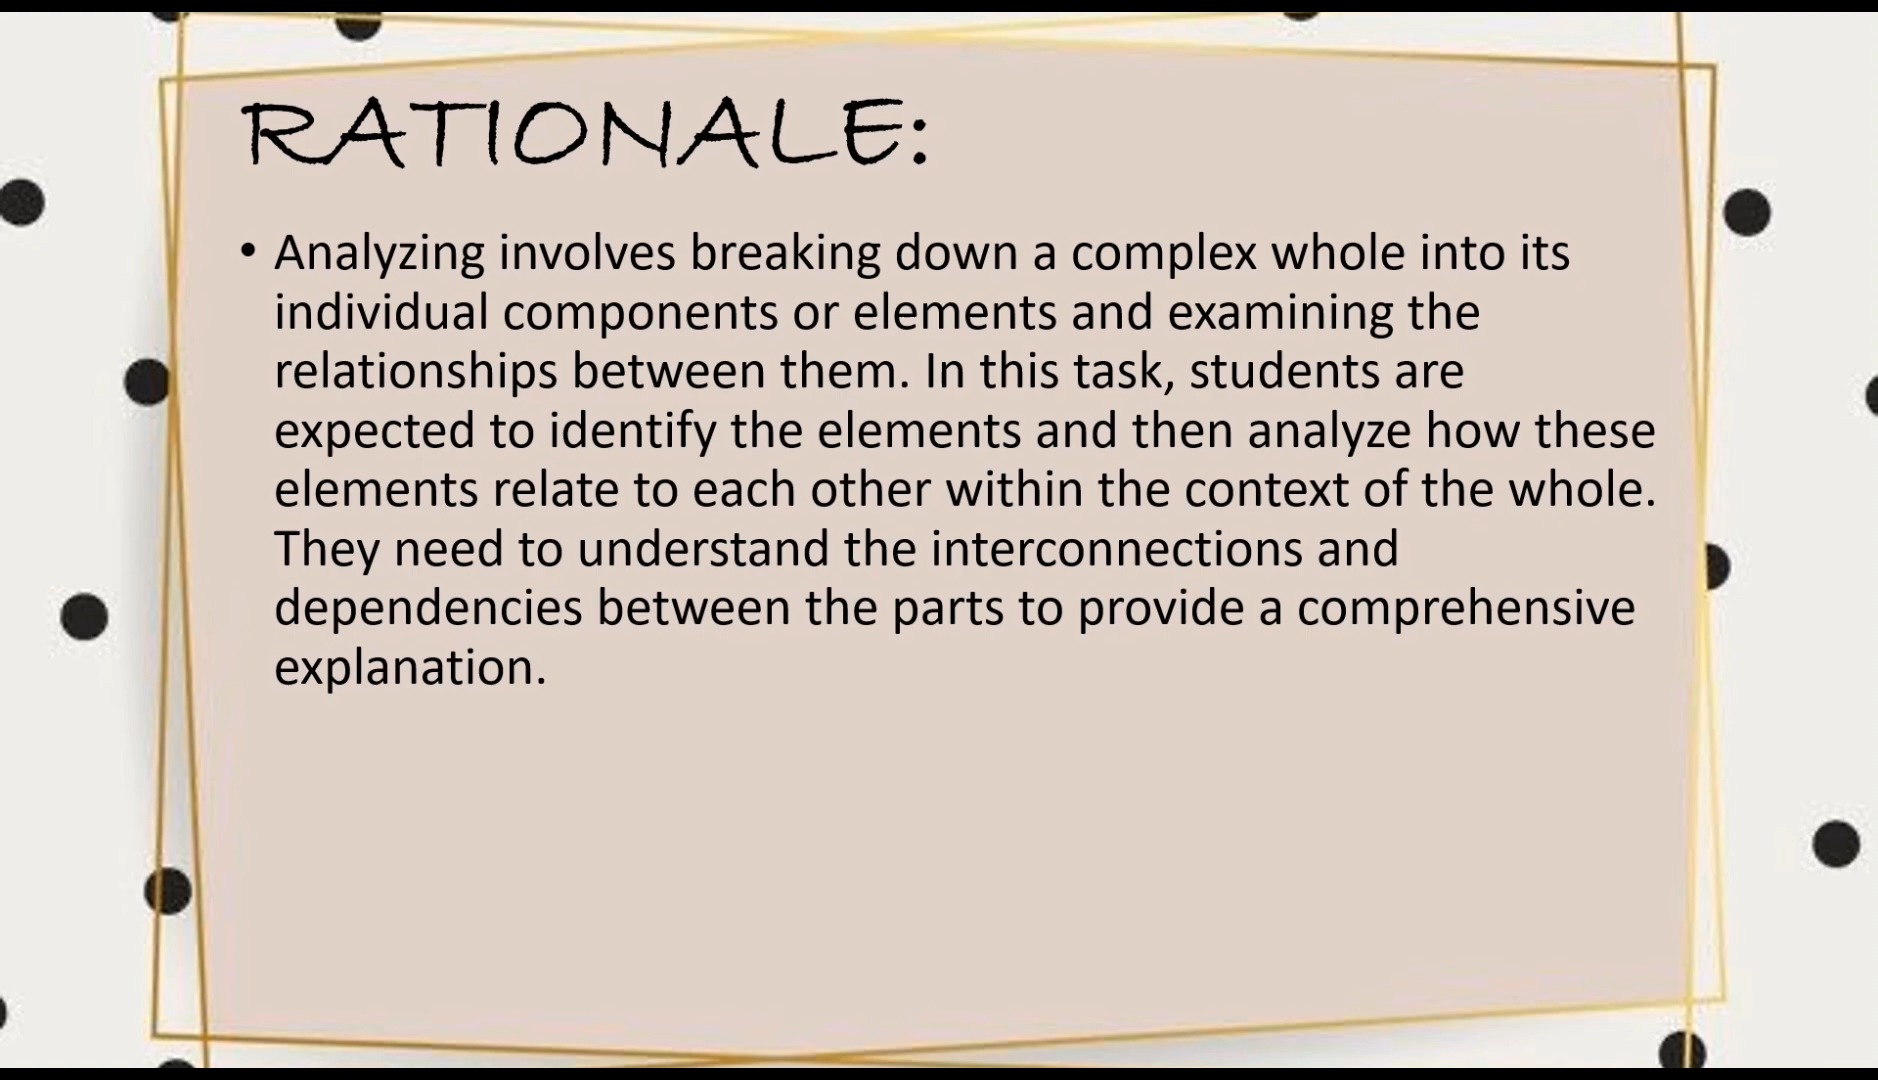 RATIONALE:
• Analyzing involves breaking down a complex whole into its
individual components or elements and examining the
relationships between them. In this task, students are
expected to identify the elements and then analyze how these
elements relate to each other within the context of the whole.
They need to understand the interconnections and
dependencies between the parts to provide a comprehensive
explanation.